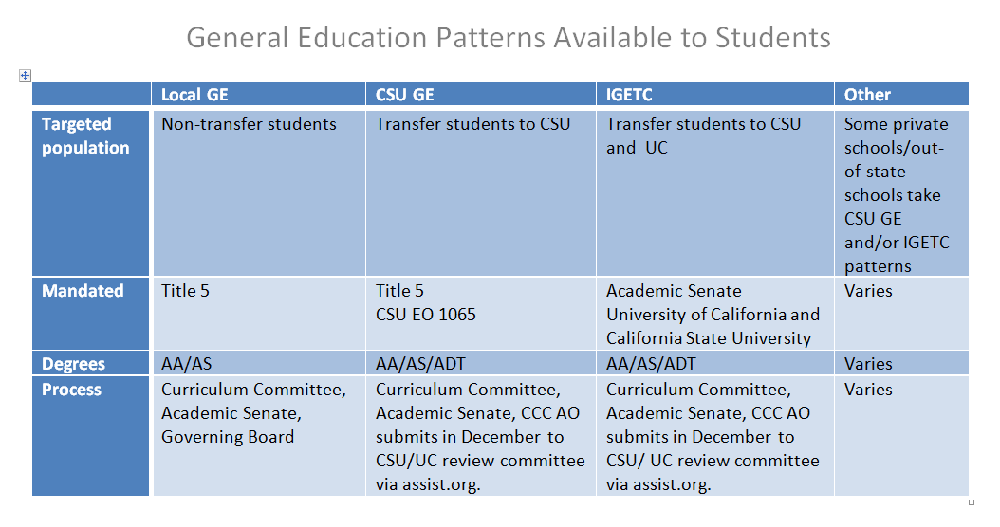 General Education Patterns Available to Students
Local GE
CSU GE
IGETC
Other
Targeted
population
Non-transfer students
Transfer students to CSU
Transfer students to CSU
and UC
Some private
schools/out-
of-state
schools take
CSU GE
and/or IGETC
patterns
Mandated
Title 5
Title 5
CSU EO 1065
Academic Senate
University of California and
California State University
Varies
Degrees
AA/AS
AA/AS/ADT
AA/AS/ADT
Varies
Process
Curriculum Committee,
Academic Senate,
Governing Board
Curriculum Committee,
Academic Senate, CCC AO
submits in December to
CSU/UC review committee
via assist.org.
Curriculum Committee,
Academic Senate, CCC AO
submits in December to
CSU/ UC review committee
via assist.org.
Varies